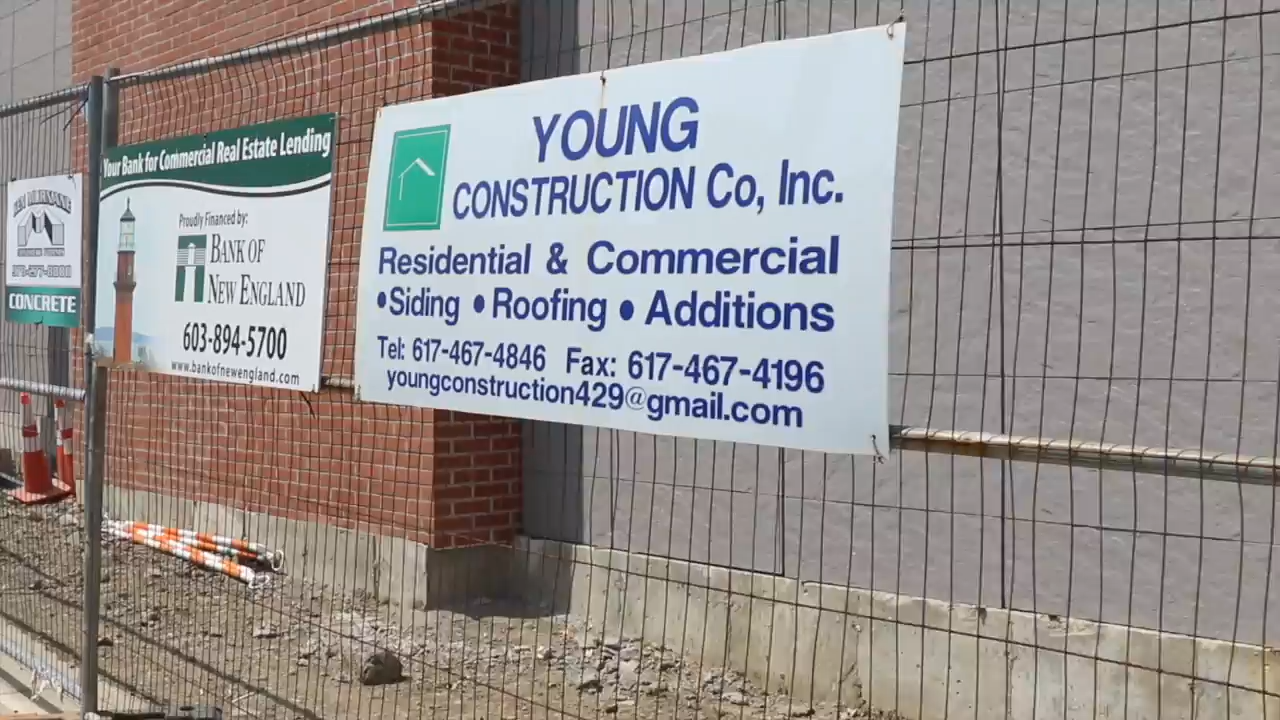 CONCRETE
Your Bank for Commercial Real Estate Lending
Proudly Financed by:
BANK OF
NEW ENGLAND
603-894-5700
www.bankofnewengland.com
YOUNG
CONSTRUCTION Co, Inc.
Residential & Commercial
•Siding •Roofing •Additions
Tel: 617-467-4846 Fax: 617-467-4196
youngconstruction429@gmail.com